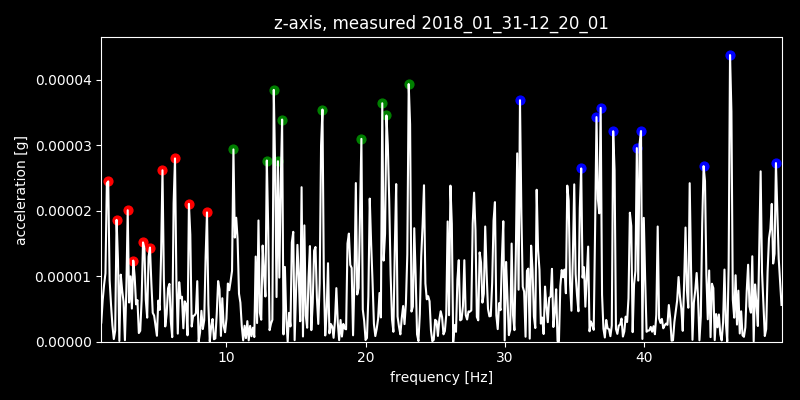 z-axis, measured 2018_01_31-12_20_01
0.00004
0.00003
0.00002
0.00001
0.00000
acceleration [g]
10 20 30 40
frequency [Hz]